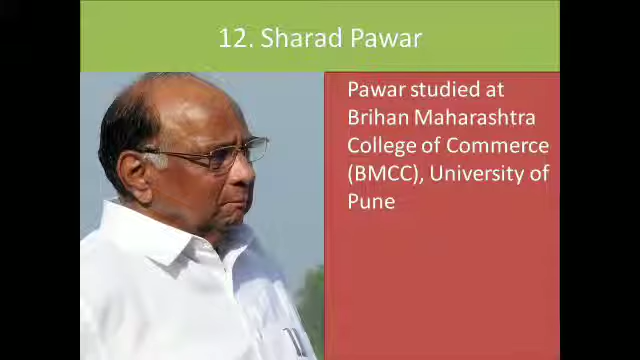 12. Sharad Pawar
Pawar studied at
Brihan Maharashtra
College of Commerce
(BMCC), University of
Pune